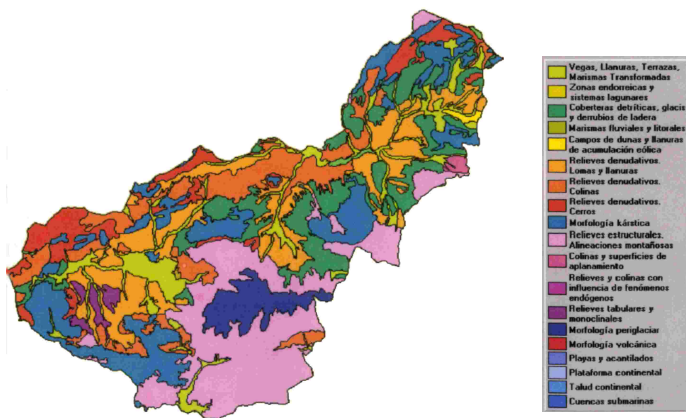 Vegas, Llanuras, Terrazas,
Marismas Transformadas
Zonas endorreicas y
sistemas lagunares
Coberteras detríticas, glacis
y derrubios de ladera
Marismas fluviales y litorales
Campos de dunas y llanuras
de acumulación eólica
Relieves denudativos.
Lomas y llanuras
Relieves denudativos.
Colinas
Relieves denudativos.
Cerros
Morfología kárstica
Relieves estructurales.
Alineaciones montañosas
Colinas y superficies de
aplanamiento
Relieves y colinas con
influencia de fenómenos
endógenos
Relieves tabulares y
monoclinales
Morfología periglaciar
Morfología volcánica
Playas y acantilados
Plataforma continental
Talud continental
Cuencas submarinas